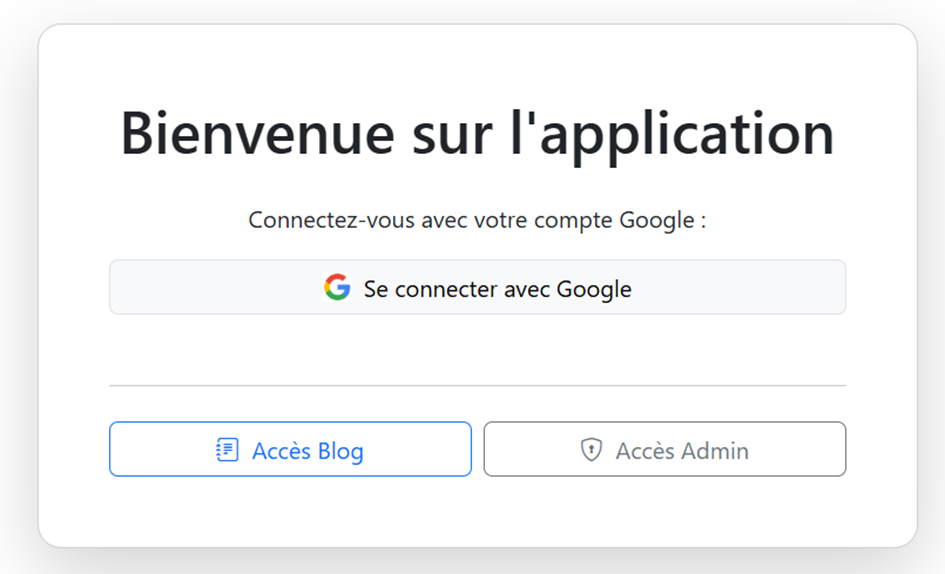 Bienvenue sur l'application
Connectez-vous avec votre compte Google :
Se connecter avec Google
Accès Blog
Accès Admin